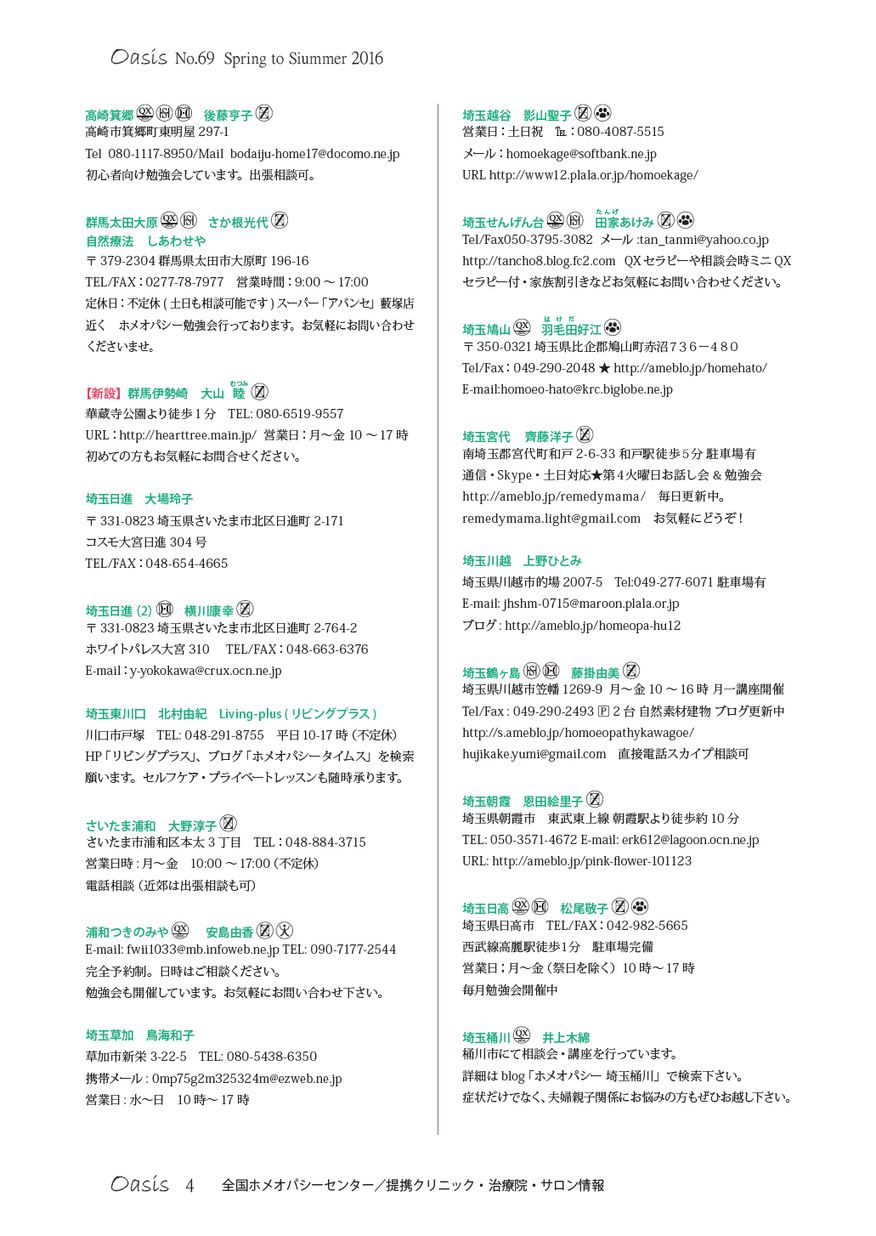 Oasis No.69 Spring to Siummer 2016
高崎箕郷 QX 後藤亨子
高崎市箕郷町東明屋 297-1
Tel 080-1117-8950/Mail bodaiju-home17@docomo.ne.jp
初心者向け勉強会しています。出張相談可。
群馬太田大原 QX さか根光代
自然療法 しあわせや
〒 379-2304 群馬県太田市大原町 196-16
TEL/FAX：0277-78-7977 営業時間：9:00 ～ 17:00
定休日：不定休 ( 土日も相談可能です ) スーパー「アバンセ」藪塚店
近く ホメオパシー勉強会行っております。お気軽にお問い合わせ
くださいませ。
むつみ
【新設】群馬伊勢崎 大山 睦
華蔵寺公園より徒歩 1 分 TEL: 080-6519-9557
URL：http://hearttree.main.jp/ 営業日：月～金 10 ～ 17 時
初めての方もお気軽にお問合せください。
埼玉日進 大場玲子
〒 331-0823 埼玉県さいたま市北区日進町 2-171
コスモ大宮日進 304 号
TEL/FAX：048-654-4665
埼玉日進（2） 横川康幸
〒 331-0823 埼玉県さいたま市北区日進町 2-764-2
ホワイトパレス大宮 310 TEL/FAX：048-663-6376
E-mail：y-yokokawa@crux.ocn.ne.jp
埼玉東川口 北村由紀 Living-plus ( リビングプラス )
川口市戸塚 TEL: 048-291-8755 平日 10-17 時（不定休）
HP「リビングプラス」、ブログ「ホメオパシータイムス」を検索
願います。セルフケア・プライベートレッスンも随時承ります。
さいたま浦和 大野淳子
さいたま市浦和区本太 3 丁目 TEL：048-884-3715
営業日時 : 月～金 10:00 ～ 17:00（不定休）
電話相談（近郊は出張相談も可）
浦和つきのみや QX 安島由香
E-mail: fwii1033@mb.infoweb.ne.jp TEL: 090-7177-2544
完全予約制。日時はご相談ください。
勉強会も開催しています。お気軽にお問い合わせ下さい。
埼玉草加 鳥海和子
草加市新栄 3-22-5 TEL: 080-5438-6350
携帯メール : 0mp75g2m325324m@ezweb.ne.jp
営業日 : 水～日 10 時～ 17 時
埼玉越谷 影山聖子
営業日：土日祝 ℡：080-4087-5515
メール：homoekage@softbank.ne.jp
URL http://www12.plala.or.jp/homoekage/
たんげ
埼玉せんげん台 QX 田家あけみ
Tel/Fax050-3795-3082 メール :tan_tanmi@yahoo.co.jp
http://tancho8.blog.fc2.com QX セラピーや相談会時ミニ QX
セラピー付・家族割引きなどお気軽にお問い合わせください。
はけだ
埼玉鳩山 QX 羽毛田好江
〒 350-0321 埼玉県比企郡鳩山町赤沼７３６－４８０
Tel/Fax：049-290-2048 ★ http://ameblo.jp/homehato/
E-mail:homoeo-hato@krc.biglobe.ne.jp
埼玉宮代 齊藤洋子
南埼玉郡宮代町和戸 2-6-33 和戸駅徒歩５分 駐車場有
通信・Skype・土日対応★第４火曜日お話し会 & 勉強会
http://ameblo.jp/remedymama/ 毎日更新中。
remedymama.light@gmail.com お気軽にどうぞ！
埼玉川越 上野ひとみ
埼玉県川越市的場 2007-5 Tel:049-277-6071 駐車場有
E-mail: jhshm-0715@maroon.plala.or.jp
ブログ : http://ameblo.jp/homeopa-hu12
埼玉鶴ヶ島 藤掛由美
埼玉県川越市笠幡 1269-9 月～金 10 ～ 16 時 月一講座開催
Tel/Fax : 049-290-2493 🄿 2 台 自然素材建物 ブログ更新中
http://s.ameblo.jp/homoeopathykawagoe/
hujikake.yumi@gmail.com 直接電話スカイプ相談可
埼玉朝霞 恩田絵里子
埼玉県朝霞市 東武東上線 朝霞駅より徒歩約 10 分
TEL: 050-3571-4672 E-mail: erk612@lagoon.ocn.ne.jp
URL: http://ameblo.jp/pink-flower-101123
埼玉日高 QX 松尾敬子
埼玉県日高市 TEL/FAX：042-982-5665
西武線高麗駅徒歩1分 駐車場完備
営業日；月～金（祭日を除く）10 時～ 17 時
毎月勉強会開催中
埼玉桶川 QX 井上木綿
桶川市にて相談会・講座を行っています。
詳細は blog「ホメオパシー 埼玉桶川」で検索下さい。
症状だけでなく、夫婦親子関係にお悩みの方もぜひお越し下さい。
Oasis 4 全国ホメオパシーセンター／提携クリニック・治療院・サロン情報